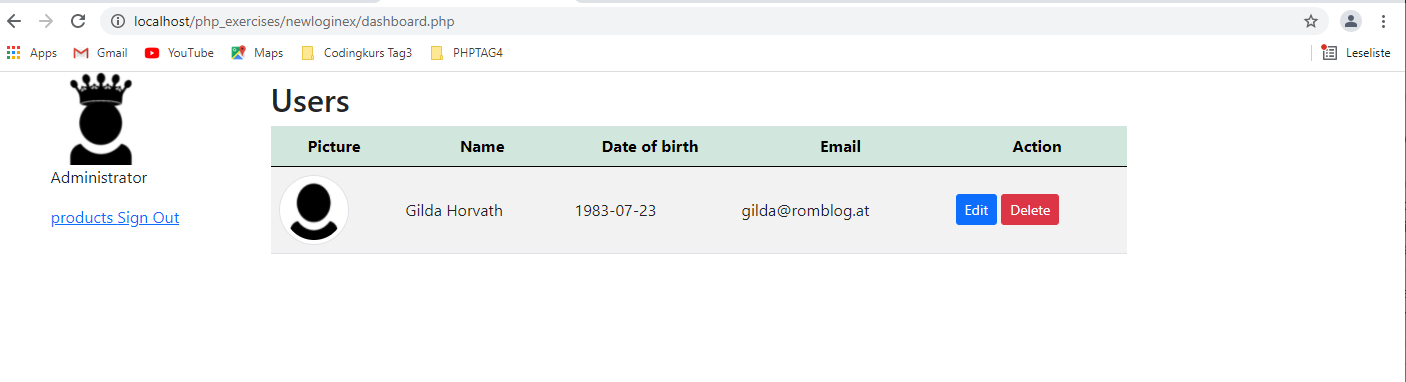 localhost/php_exercises/newloginex/dashboard.php
Apps Gmail YouTube Maps Codingkurs Tag3 PHPTAG4 Leseliste
Users
Picture Name Date of birth Email Action
Administrator
Gilda Horvath 1983-07-23 gilda@romblog.at Edit Delete
products Sign Out